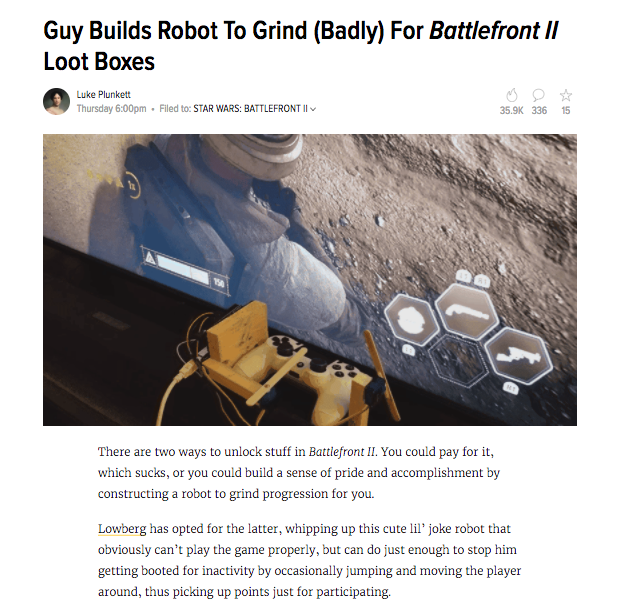 Guy Builds Robot To Grind (Badly) For Battlefront II
Loot Boxes
Luke Plunkett
Thursday 6:00pm • Filed to: STAR WARS: BATTLEFRONT II
35.9K 336 15
1x
150
There are two ways to unlock stuff in Battlefront II. You could pay for it,
which sucks, or you could build a sense of pride and accomplishment by
constructing a robot to grind progression for you.
Lowberg has opted for the latter, whipping up this cute lil’ joke robot that
obviously can’t play the game properly, but can do just enough to stop him
getting booted for inactivity by occasionally jumping and moving the player
around, thus picking up points just for participating.